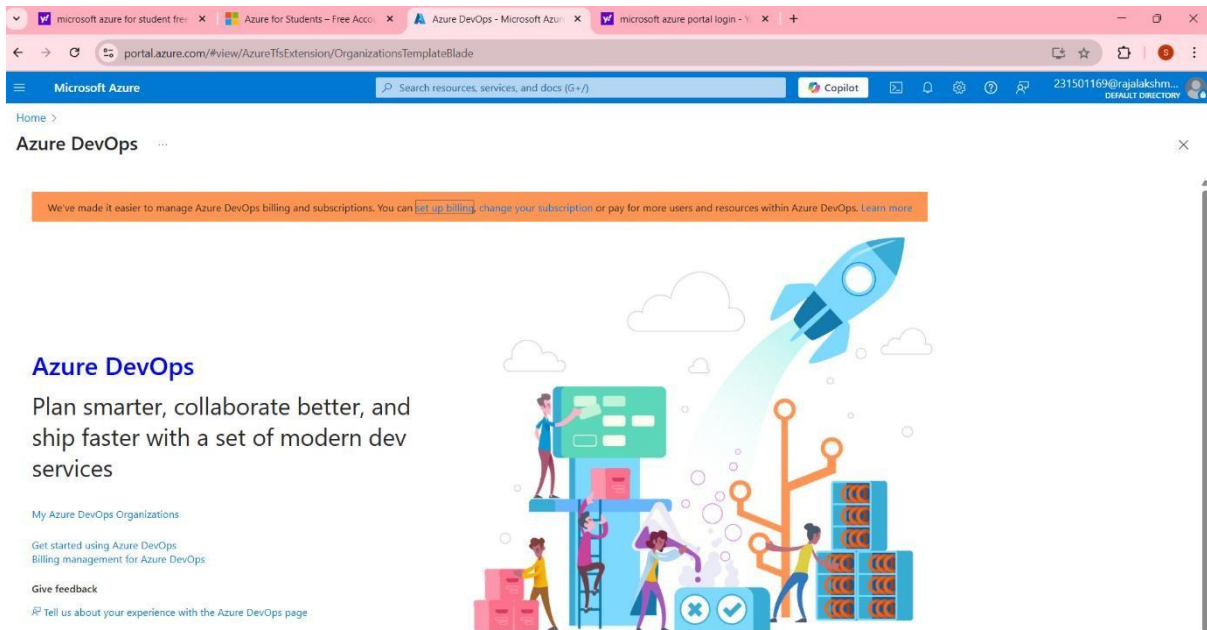 microsoft azure for student free
Azure for Students – Free Acco
Azure DevOps - Microsoft Azu
microsoft azure portal login - Y
portal.azure.com/#view/AzureTfsExtension/OrganizationsTemplateBlade
S
Microsoft Azure
Search resources, services, and docs (G+/)
Copilot
231501169@rajalakshm...
DEFAULT DIRECTORY
Home >
Azure DevOps ...
We've made it easier to manage Azure DevOps billing and subscriptions. You can set up billing, change your subscription or pay for more users and resources within Azure DevOps. Learn more
Azure DevOps
Plan smarter, collaborate better, and
ship faster with a set of modern dev
services
My Azure DevOps Organizations
Get started using Azure DevOps
Billing management for Azure DevOps
Give feedback
Tell us about your experience with the Azure DevOps page